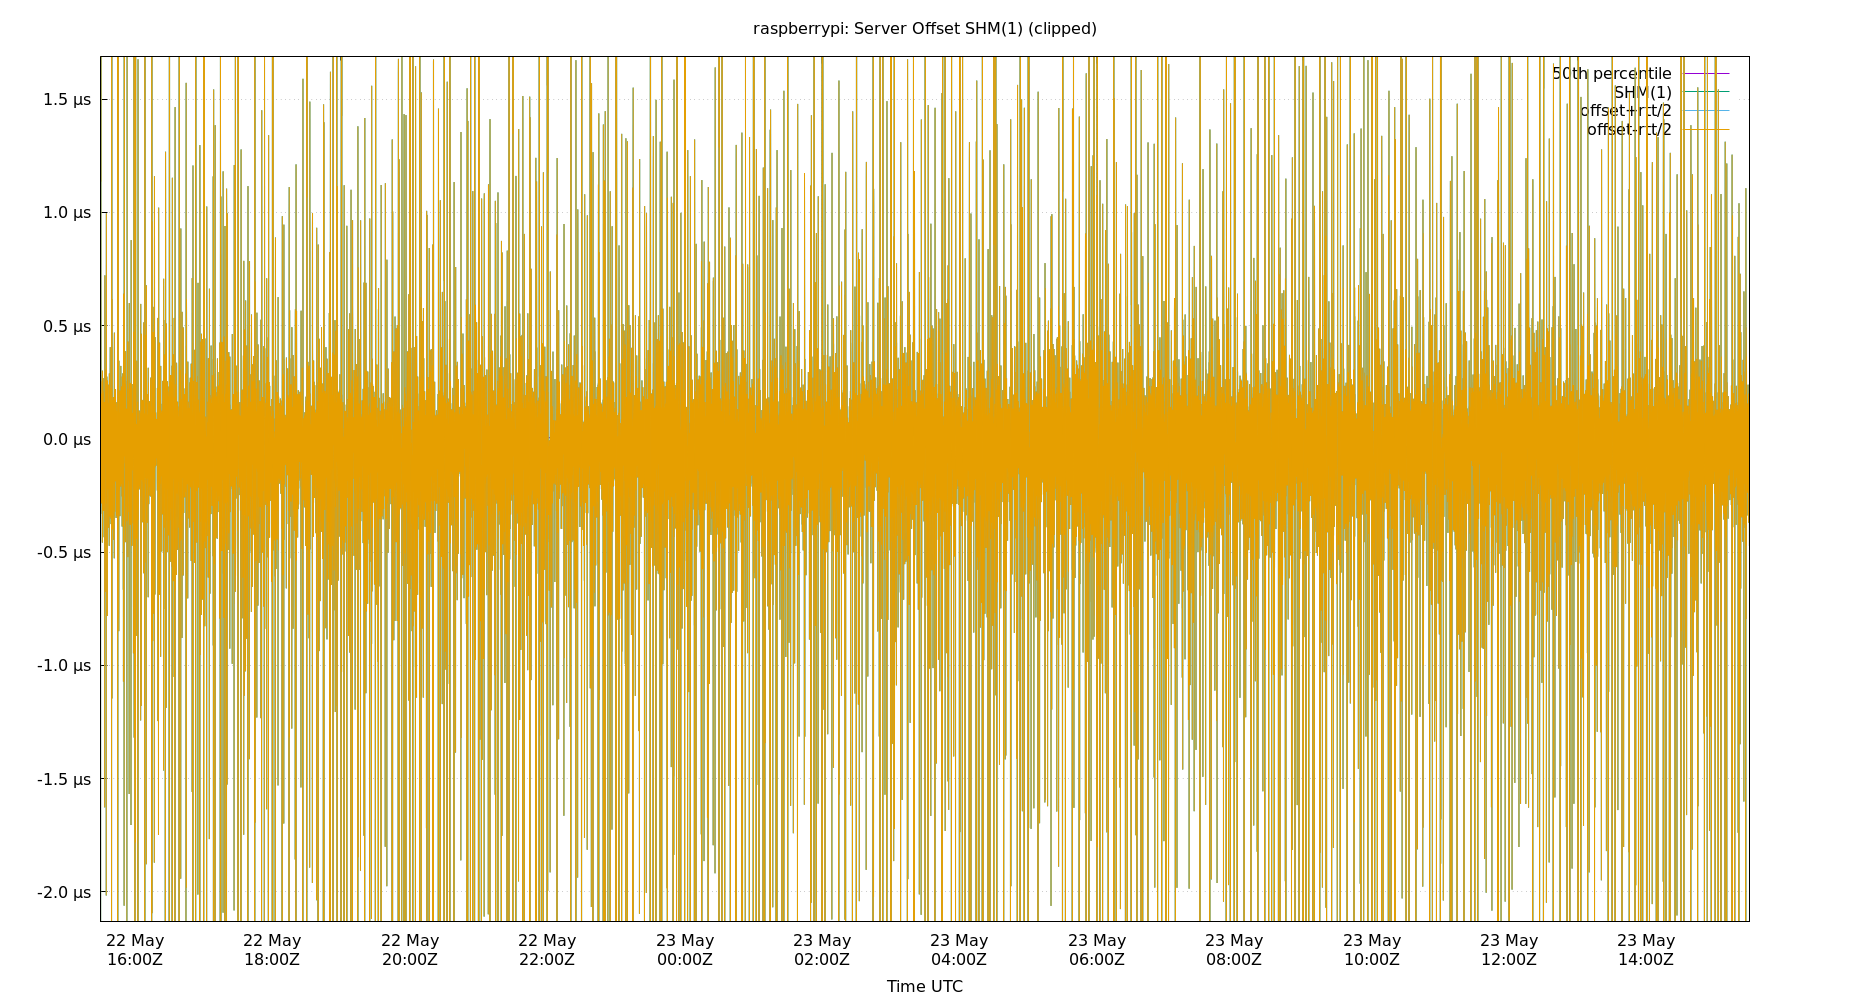 raspberrypi: Server Offset SHM(1) (clipped)
50th percentile
SHM(1)
offset+rtt/2
offset-rtt/2
1.5 µs
1.0 µs
0.5 µs
0.0 µs
-0.5 µs
-1.0 µs
-1.5 µs
-2.0 µs
22 May 22 May 22 May 22 May 23 May 23 May 23 May 23 May 23 May 23 May 23 May 23 May
16:00Z 18:00Z 20:00Z 22:00Z 00:00Z 02:00Z 04:00Z 06:00Z 08:00Z 10:00Z 12:00Z 14:00Z
Time UTC